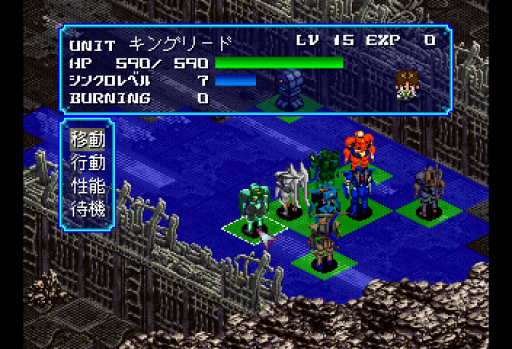 UNIT キングリード LV 15 EXP 0
HP 590/ 590
シンクロレベル 7
BURNING 0
移動
行動
性能
待機